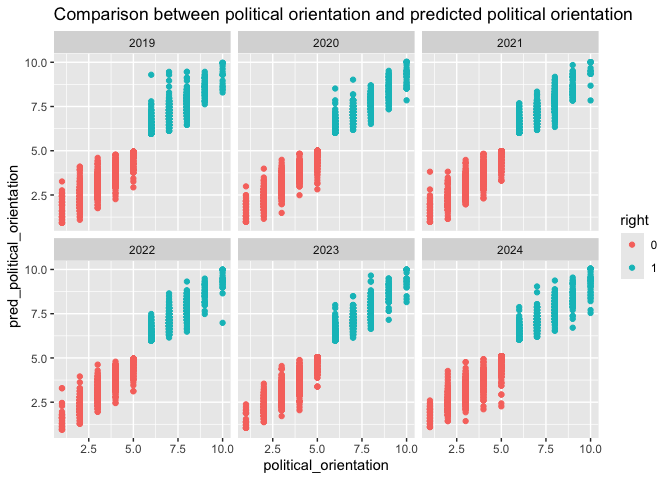 Comparison between political orientation and predicted political orientation
2019 2020 2021
10.0
7.5
5.0
2.5
2022 2023 2024
10.0
7.5
5.0
2.5
pred_political_orientation
2.5 5.0 7.5 10.0 2.5 5.0 7.5 10.0 2.5 5.0 7.5 10.0
political_orientation
right
0
1